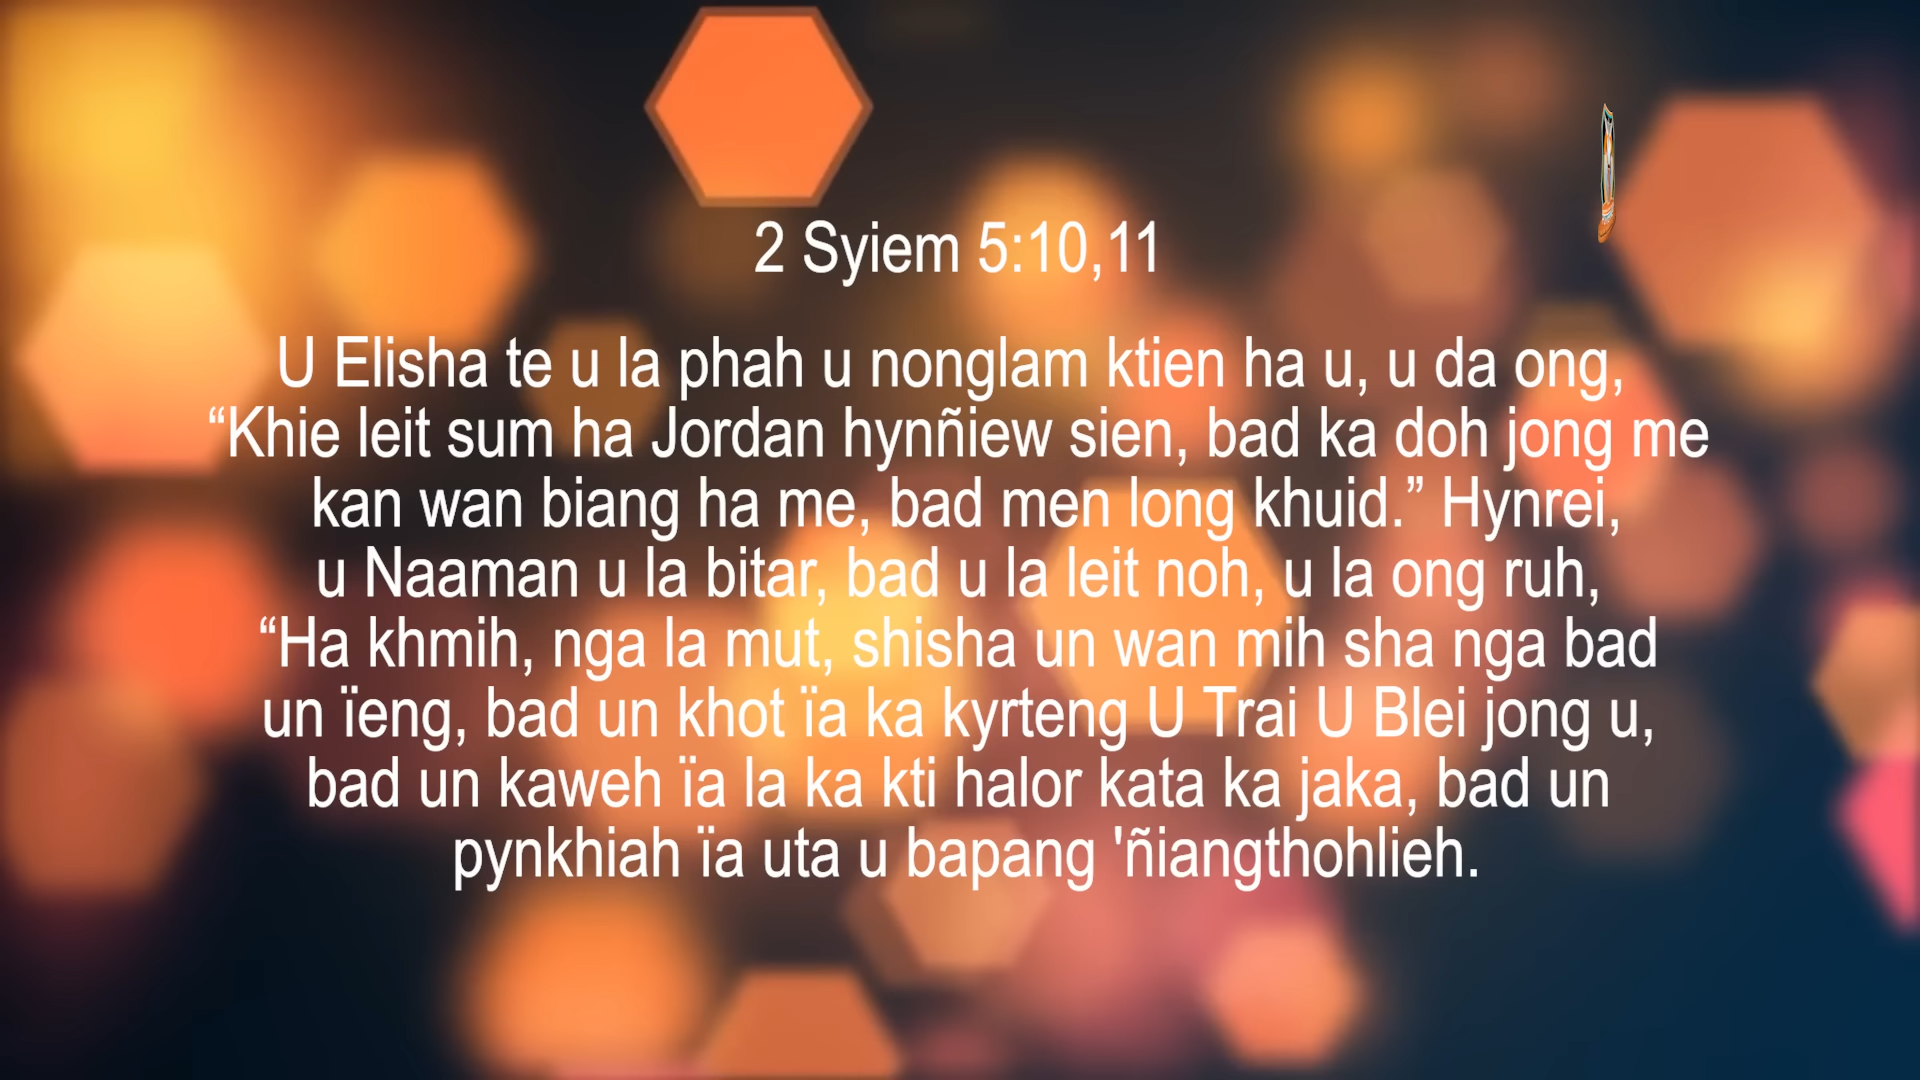 2 Syiem 5:10,11
U Elisha te u la phah u nonglam ktien ha u, u da ong,
“Khie leit sum ha Jordan hynñiew sien, bad ka doh jong me
kan wan biang ha me, bad men long khuid.” Hynrei,
u Naaman u la bitar, bad u la leit noh, u la ong ruh,
“Ha khmih, nga la mut, shisha un wan mih sha nga bad
un ïeng, bad un khot ïa ka kyrteng U Trai U Blei jong u,
bad un kaweh ïa la ka kti halor kata ka jaka, bad un
pynkhiah ïa uta u bapang 'ñiangthohlieh.